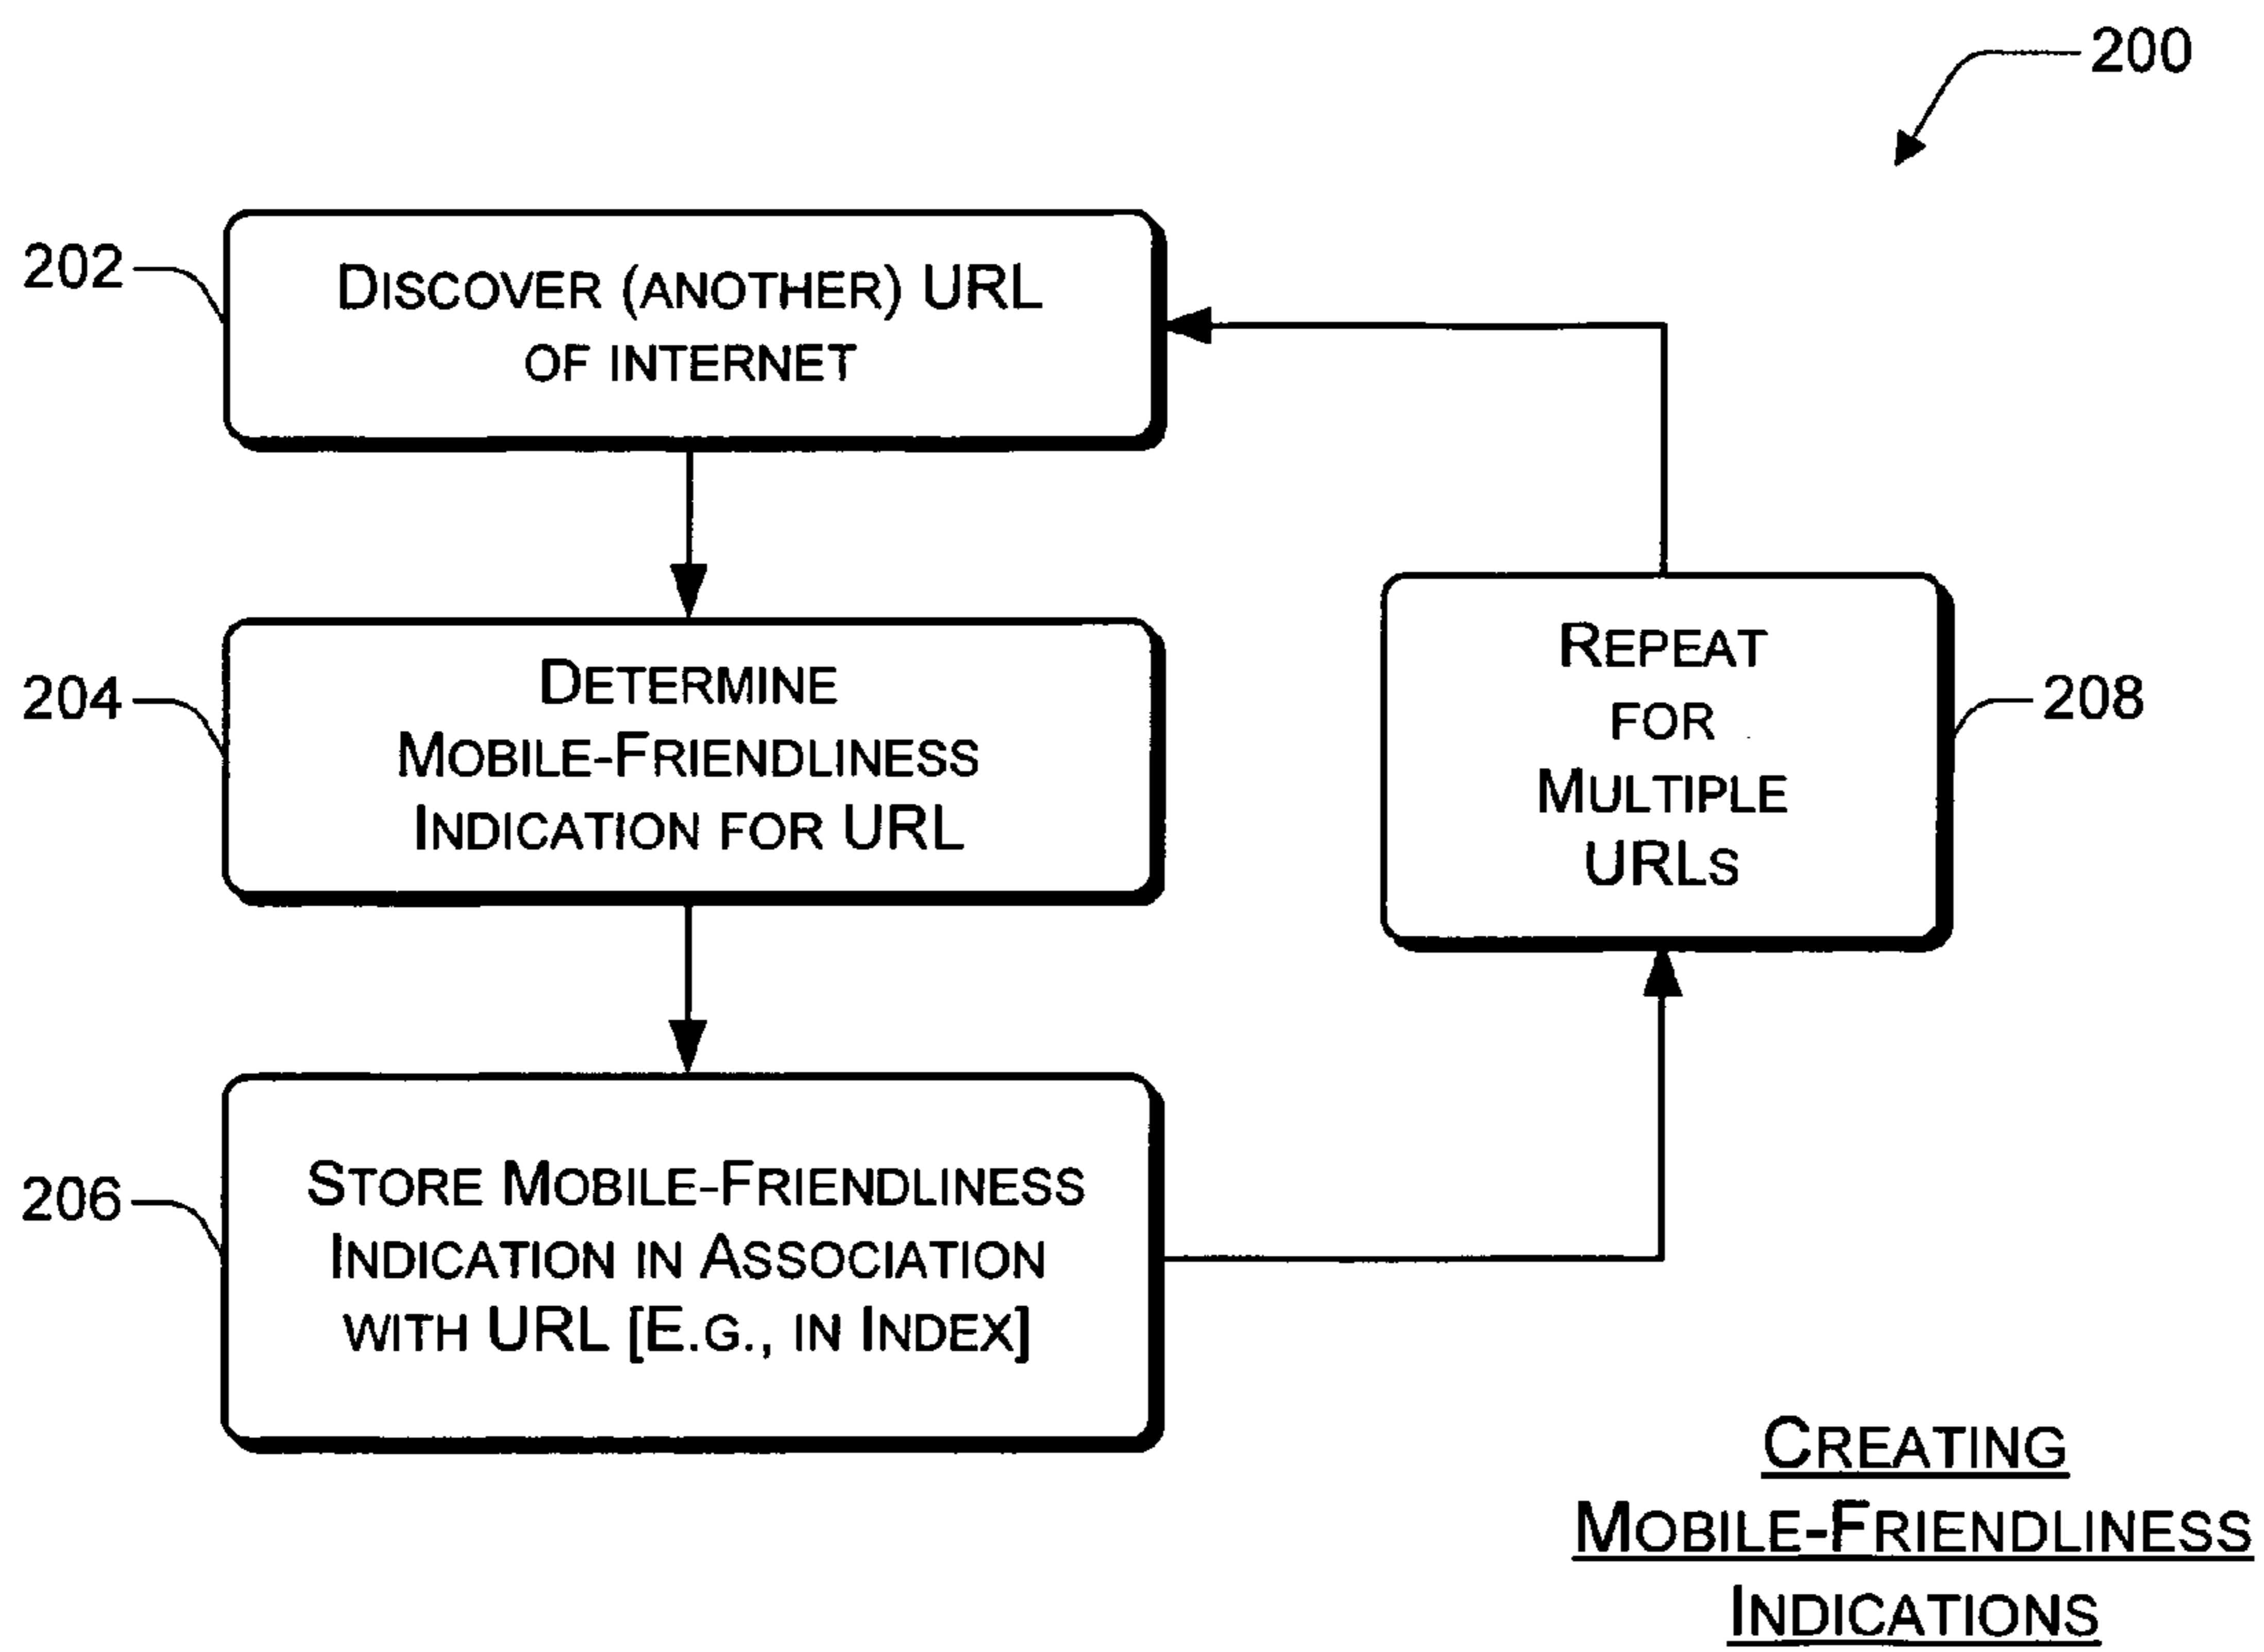 200
202
DISCOVER (ANOTHER) URL
OF INTERNET
204
DETERMINE
MOBILE-FRIENDLINESS
INDICATION FOR URL
206
STORE MOBILE-FRIENDLINESS
INDICATION IN ASSOCIATION
WITH URL [E.G., IN INDEX]
REPEAT
FOR
MULTIPLE
URLS
208
CREATING
MOBILE-FRIENDLINESS
INDICATIONS